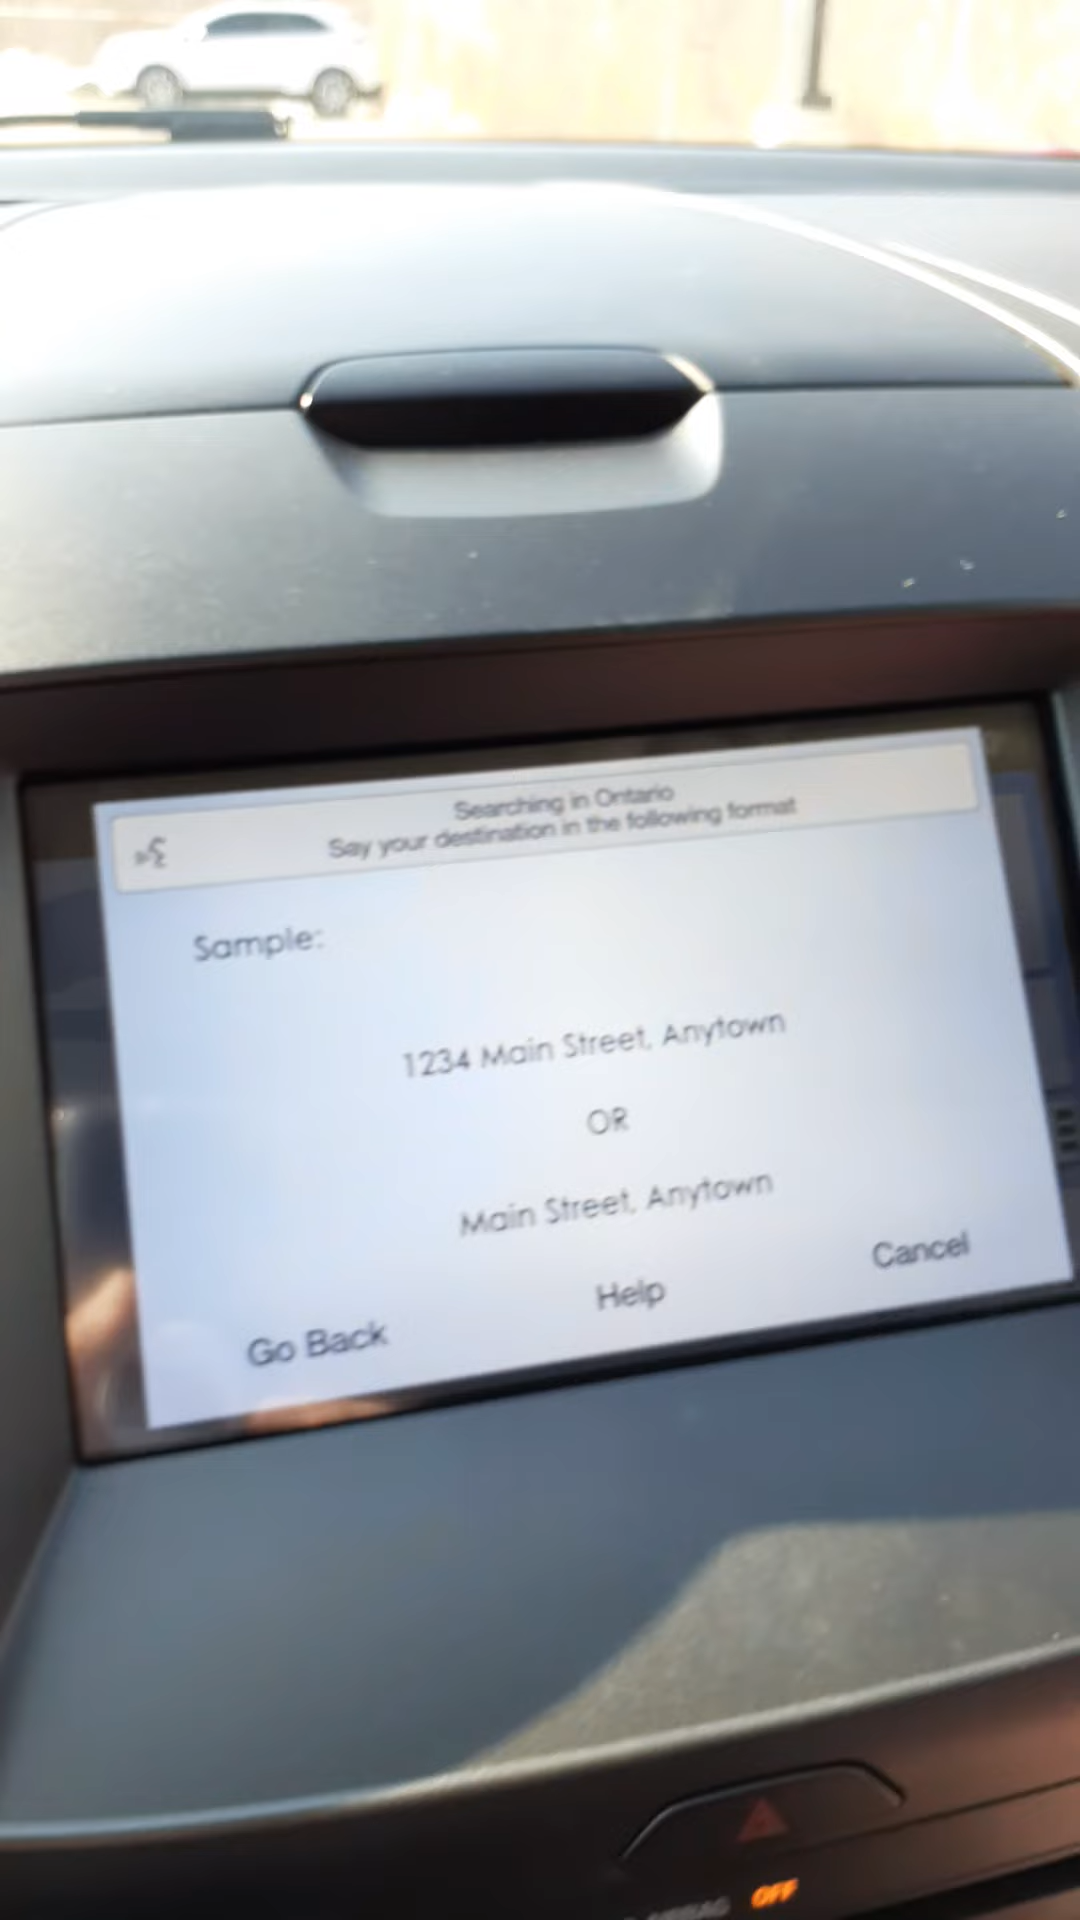 Searching in Ontario
Say your destination in the following format
Sample:
1234 Main Street, Anytown
OR
Main Street, Anytown
Go Back
Help
Cancel
OFF